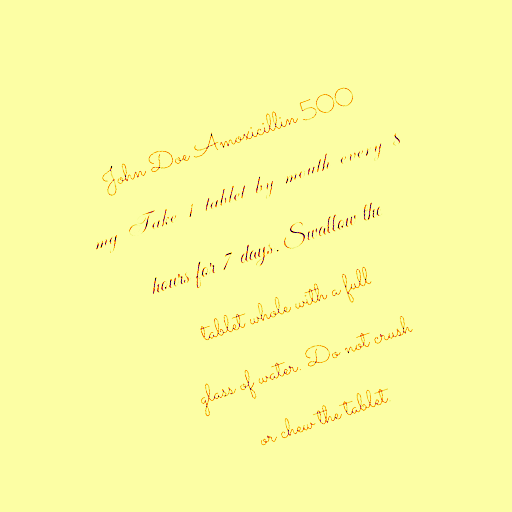 John Doe Amoxicillin 500
mg Take 1 tablet by mouth every 8
hours for 7 days. Swallow the
tablet whole with a full
glass of water. Do not crush
or chew the tablet